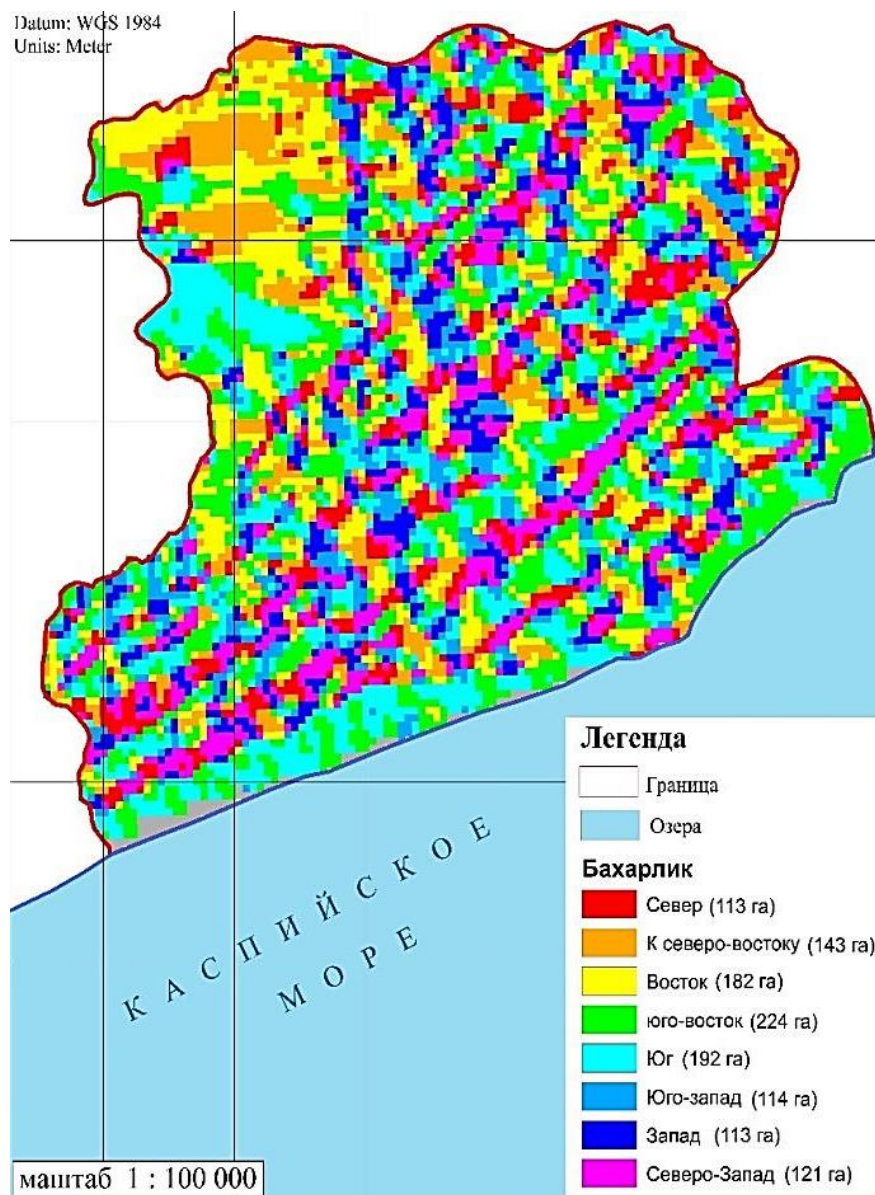 Datum: WGS 1984
Units: Meter
КАСПИЙСКОЕ
МОРЕ
Легенда
Граница
Озера
Бахарлик
Север (113 га)
К северо-востоку (143 га)
Восток (182 га)
юго-восток (224 га)
Юг (192 га)
Юго-запад (114 га)
Запад (113 га)
Северо-Запад (121 га)
маштаб 1 : 100 000